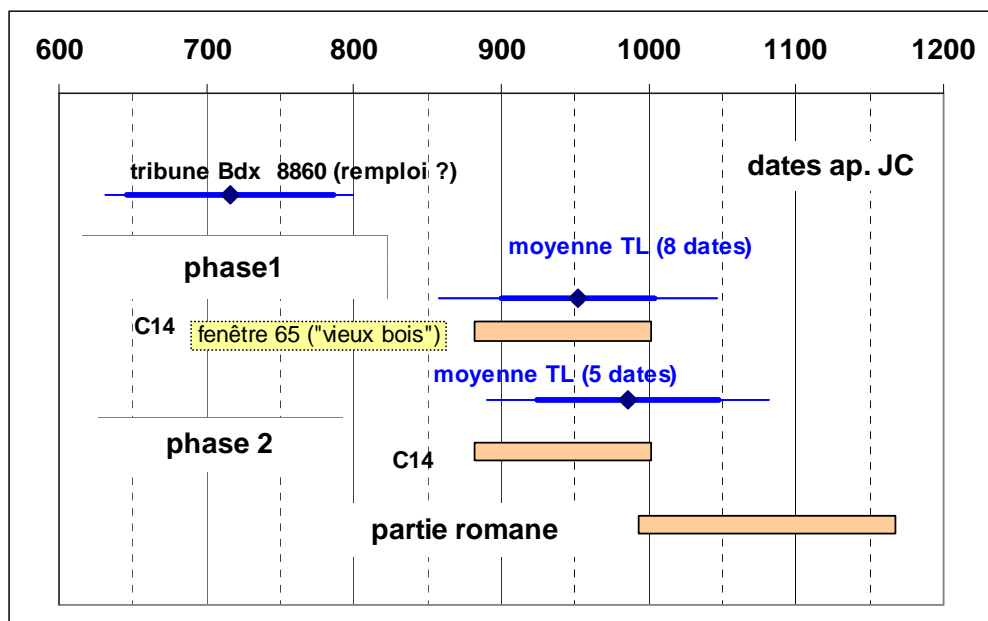 600 700 800 900 1000 1100 1200
dates ap. JC
tribune Bdx 8860 (remploi ?)
moyenne TL (8 dates)
phase1
C14
fenêtre 65 ("vieux bois")
moyenne TL (5 dates)
phase 2
C14
partie romane